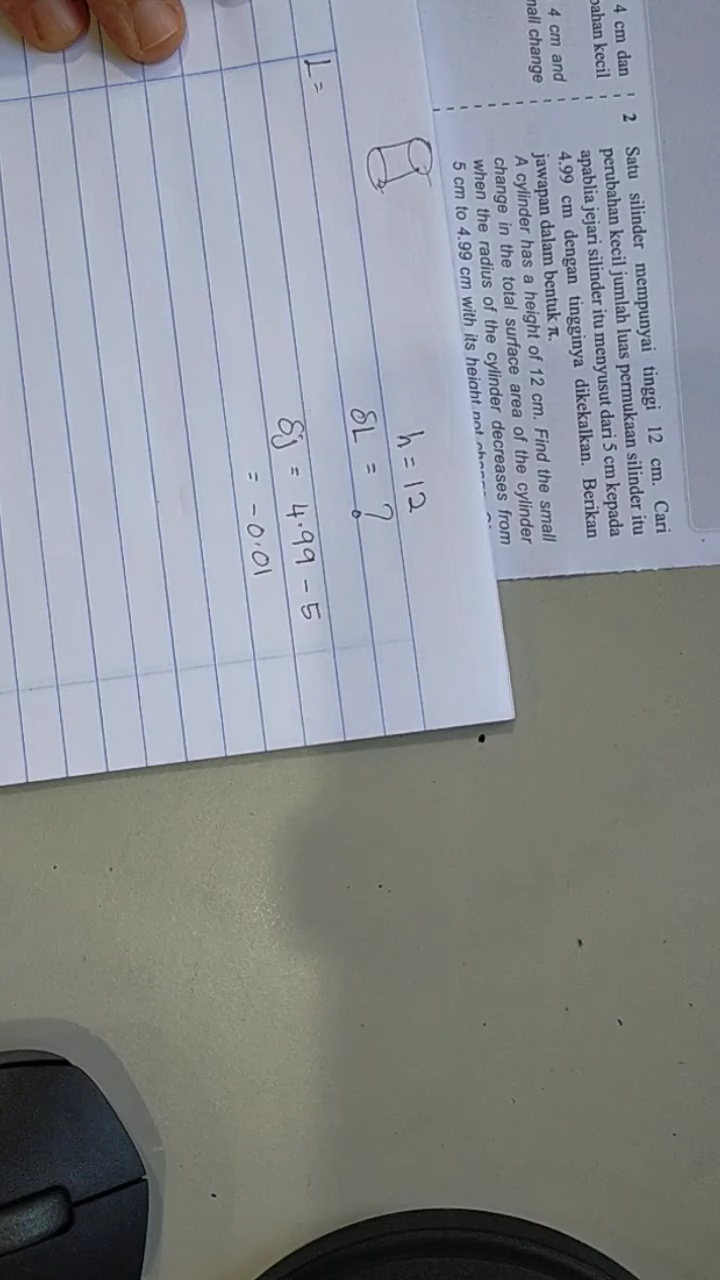 4 cm dan
bahan kecil
4 cm and
nall change
2 Satu silinder mempunyai tinggi 12 cm. Cari
perubahan kecil jumlah luas permukaan silinder itu
apablia jejari silinder itu menyusut dari 5 cm kepada
4.99 cm dengan tingginya dikekalkan. Berikan
jawapan dalam bentuk π.
A cylinder has a height of 12 cm. Find the small
change in the total surface area of the cylinder
when the radius of the cylinder decreases from
5 cm to 4.99 cm with its height not
h = 12
δL = ?
δj = 4.99 - 5
= -0.01
L =